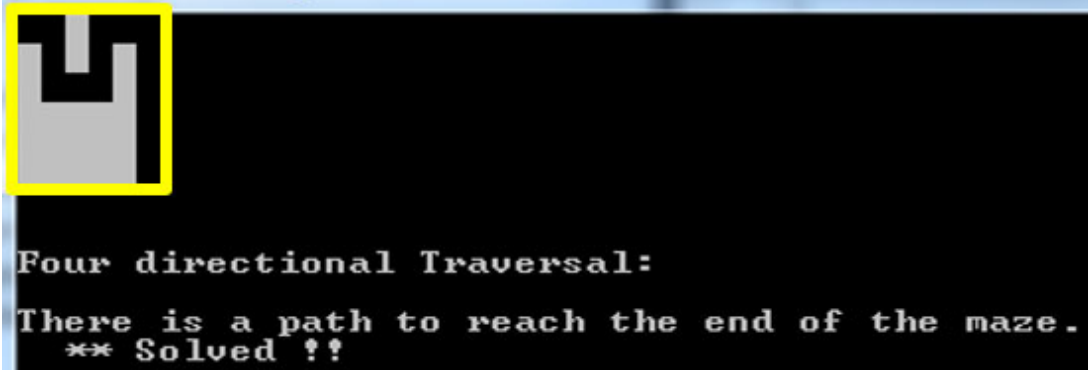 Four directional Traversal:
There is a path to reach the end of the maze.
** Solved !!